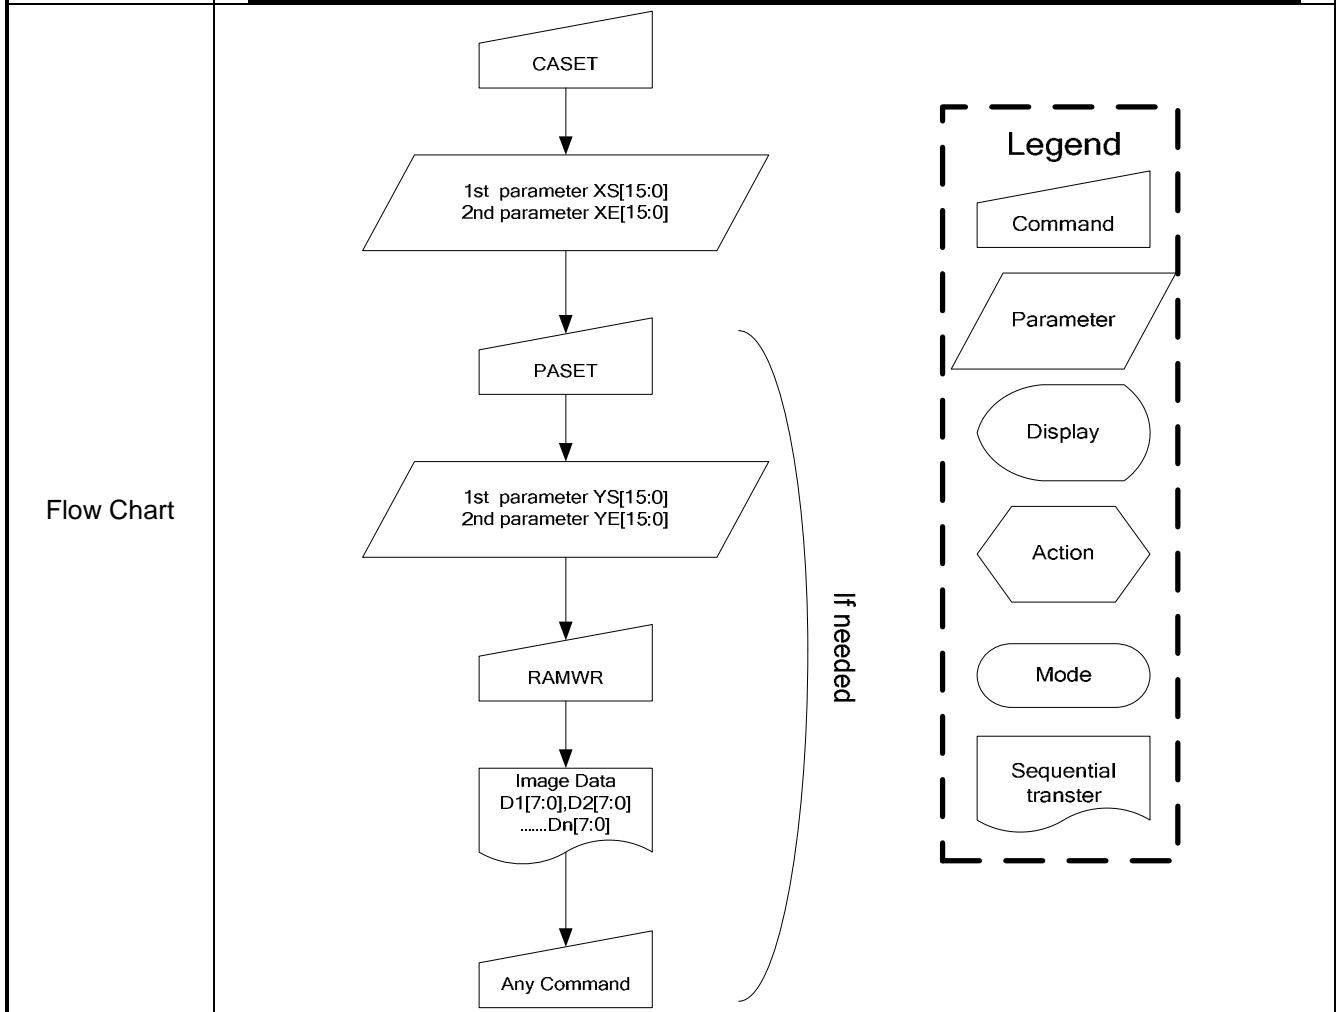 Flow Chart
CASET
1st parameter XS[15:0]
2nd parameter XE[15:0]
PASET
1st parameter YS[15:0]
2nd parameter YE[15:0]
RAMWR
Image Data
D1[7:0],D2[7:0]
.......Dn[7:0]
Any Command
If needed
Legend
Command
Parameter
Display
Action
Mode
Sequential
transter